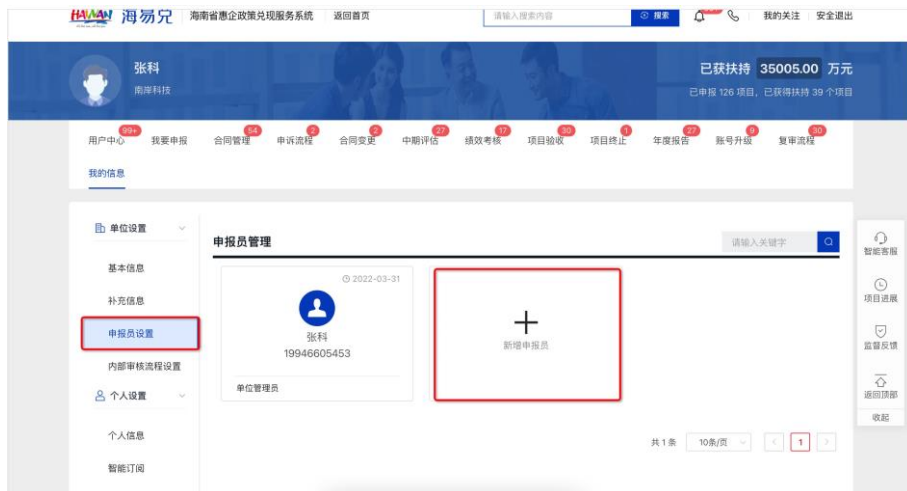 HAINAN 海易兑 海南省惠企政策兑现服务系统 返回首页 请输入搜索内容 搜索 我的关注 安全退出
张科
南岸科技
已获扶持 35005.00 万元
已申报 126 项目，已获得扶持 39 个项目
99+ 54 2 2 27 17 30 1 27 9 30
用户中心 我要申报 合同管理 申诉流程 合同变更 中期评估 绩效考核 项目验收 项目终止 年度报告 账号升级 复审流程
我的信息
单位设置
基本信息
补充信息
申报员设置
内部审核流程设置
个人设置
个人信息
智能订阅
申报员管理
请输入关键字
2022-03-31
张科
19946605453
单位管理员
新增申报员
共 1 条 10条/页 1
智能客服
项目进展
监督反馈
返回顶部
收起